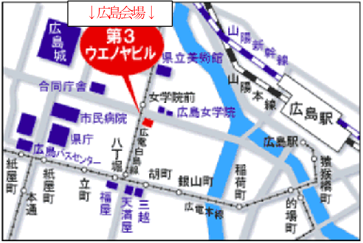 ↓広島会場↓
第3
ウエノヤビル
広島城
県立美術館
山陽新幹線
山陽本線
合同庁舎
女学院前
広島女学院
広島駅
市民病院
県庁
広島バスセンター
広電白島線
八丁堀
広島駅
猿猴橋町
紙屋町
紙屋町
本通
立町
胡町
銀山町
稲荷町
的場町
広電本線
福屋
天満屋
三越